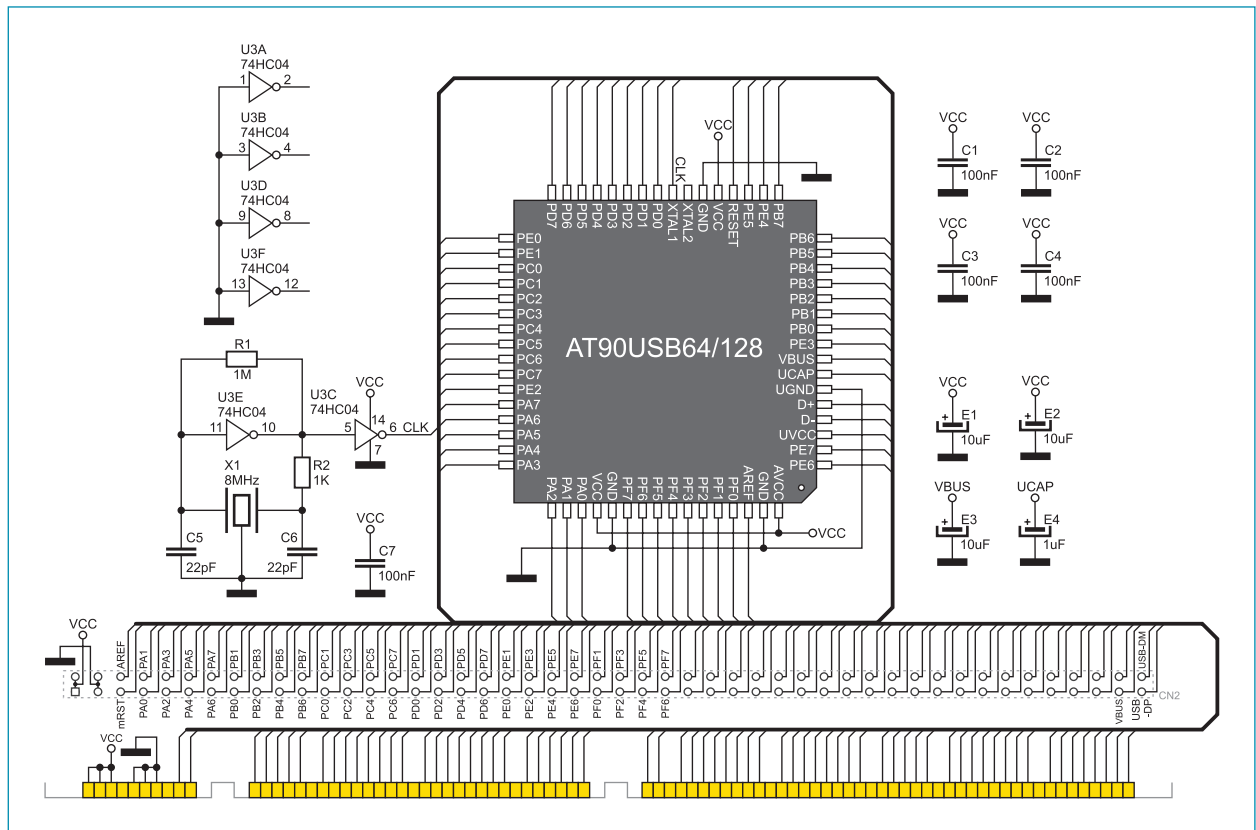 U3A
74HC04
1 2
U3B
74HC04
3 4
U3D
74HC04
9 8
U3F
74HC04
13 12
R1
1M
U3E
74HC04
11 10
U3C
74HC04
VCC
5 14 6 CLK
7
X1
8MHz
R2
1K
C5
22pF
C6
22pF
VCC
C7
100nF
VCC
CLK
PD7 PD6 PD5 PD4 PD3 PD2 PD1 PD0 XTAL1 XTAL2 GND VCC RESET PE5 PE4 PB7
PE0
PE1
PC0
PC1
PC2
PC3
PC4
PC5
PC6
PC7
PE2
PA7
PA6
PA5
PA4
PA3
AT90USB64/128
PB6
PB5
PB4
PB3
PB2
PB1
PB0
PE3
VBUS
UCAP
UGND
D+
D-
UVCC
PE7
PE6
PA2 PA1 PA0 VCC GND PF7 PF6 PF5 PF4 PF3 PF2 PF1 PF0 AREF GND AVCC
VCC
VCC
C1
100nF
VCC
C2
100nF
VCC
C3
100nF
VCC
C4
100nF
VCC
+ E1
10uF
VCC
+ E2
10uF
VBUS
+ E3
10uF
UCAP
+ E4
1uF
VCC
AREF PA1 PA3 PA5 PA7 PB1 PB3 PB5 PB7 PC1 PC3 PC5 PC7 PD1 PD3 PD5 PD7 PE1 PE3 PE5 PE7 PF1 PF3 PF5 PF7 USB-DM
mRST PA0 PA2 PA4 PA6 PB0 PB2 PB4 PB6 PC0 PC2 PC4 PC6 PD0 PD2 PD4 PD6 PE0 PE2 PE4 PE6 PF0 PF2 PF4 PF6 VBUS USB -DP
CN2
VCC